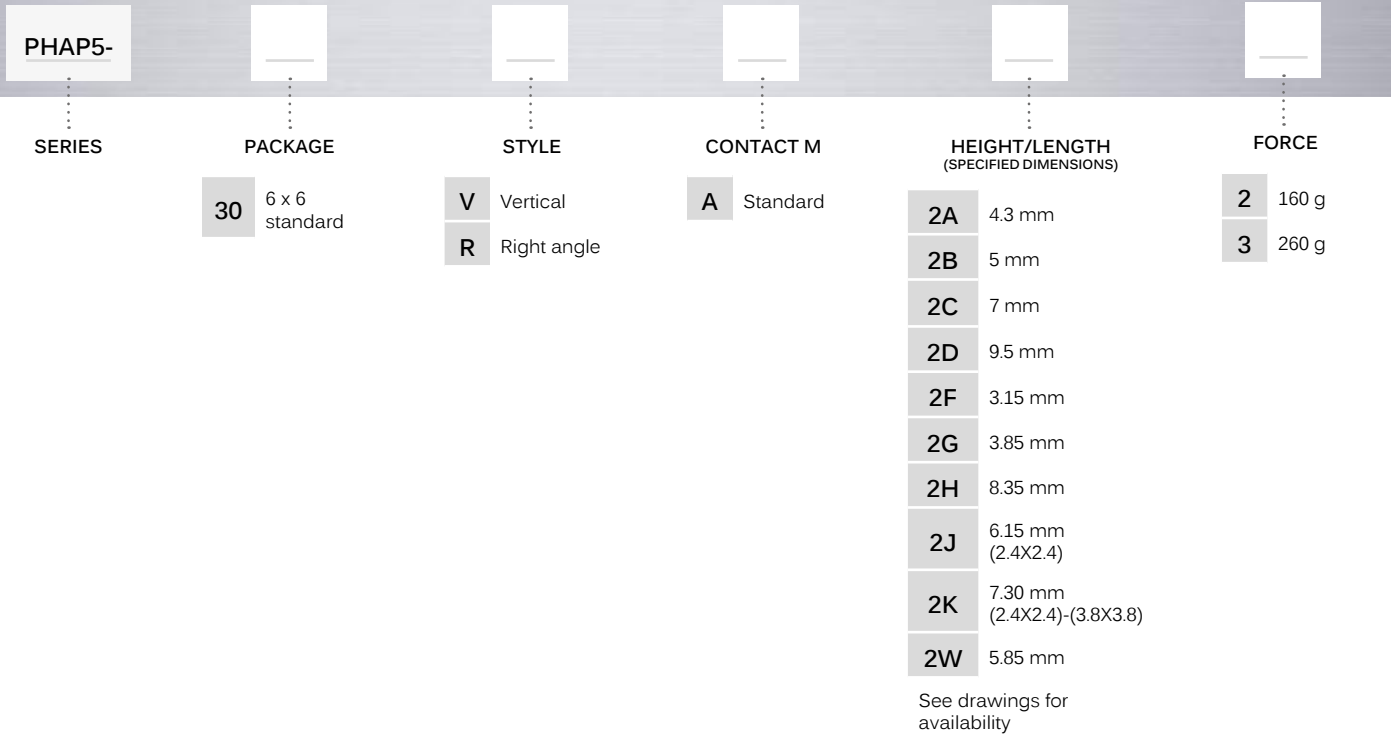 PHAP5-
SERIES
PACKAGE
30
6 x 6
standard
STYLE
V Vertical
R Right angle
CONTACT M
A Standard
HEIGHT/LENGTH
(SPECIFIED DIMENSIONS)
2A 4.3 mm
2B 5 mm
2C 7 mm
2D 9.5 mm
2F 3.15 mm
2G 3.85 mm
2H 8.35 mm
2J
6.15 mm
(2.4X2.4)
2K
7.30 mm
(2.4X2.4)-(3.8X3.8)
2W 5.85 mm
See drawings for
availability
FORCE
2 160 g
3 260 g